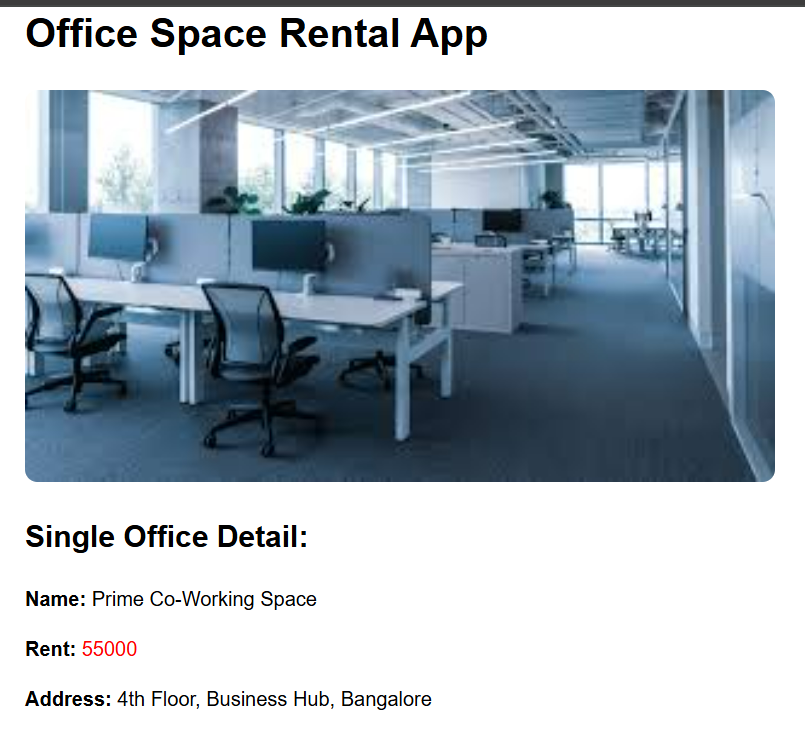 Office Space Rental App
Single Office Detail:
Name: Prime Co-Working Space
Rent: 55000
Address: 4th Floor, Business Hub, Bangalore